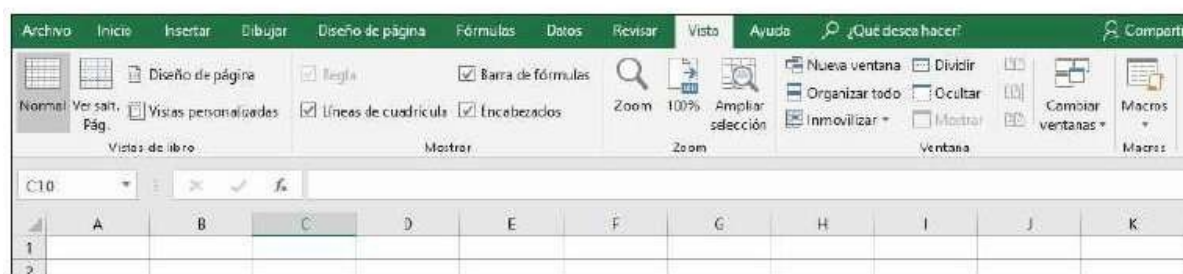 Archivo Inicio Insertar Dibujar Diseño de página Fórmulas Datos Revisar Vista Ayuda ¿Qué desea hacer? Comparti
Normal
Ver salt. Pág.
Diseño de página
Vistas personalizadas
Vistas de libro
Regla
Barra de fórmulas
Líneas de cuadrícula
Encabezados
Mostrar
Zoom
100%
Ampliar selección
Zoom
Nueva ventana
Organizar todo
Inmovilizar
Dividir
Ocultar
Mostrar
Cambiar ventanas
Ventana
Macros
Macros
C10
fx
A B C D E F G H I J K
1
2